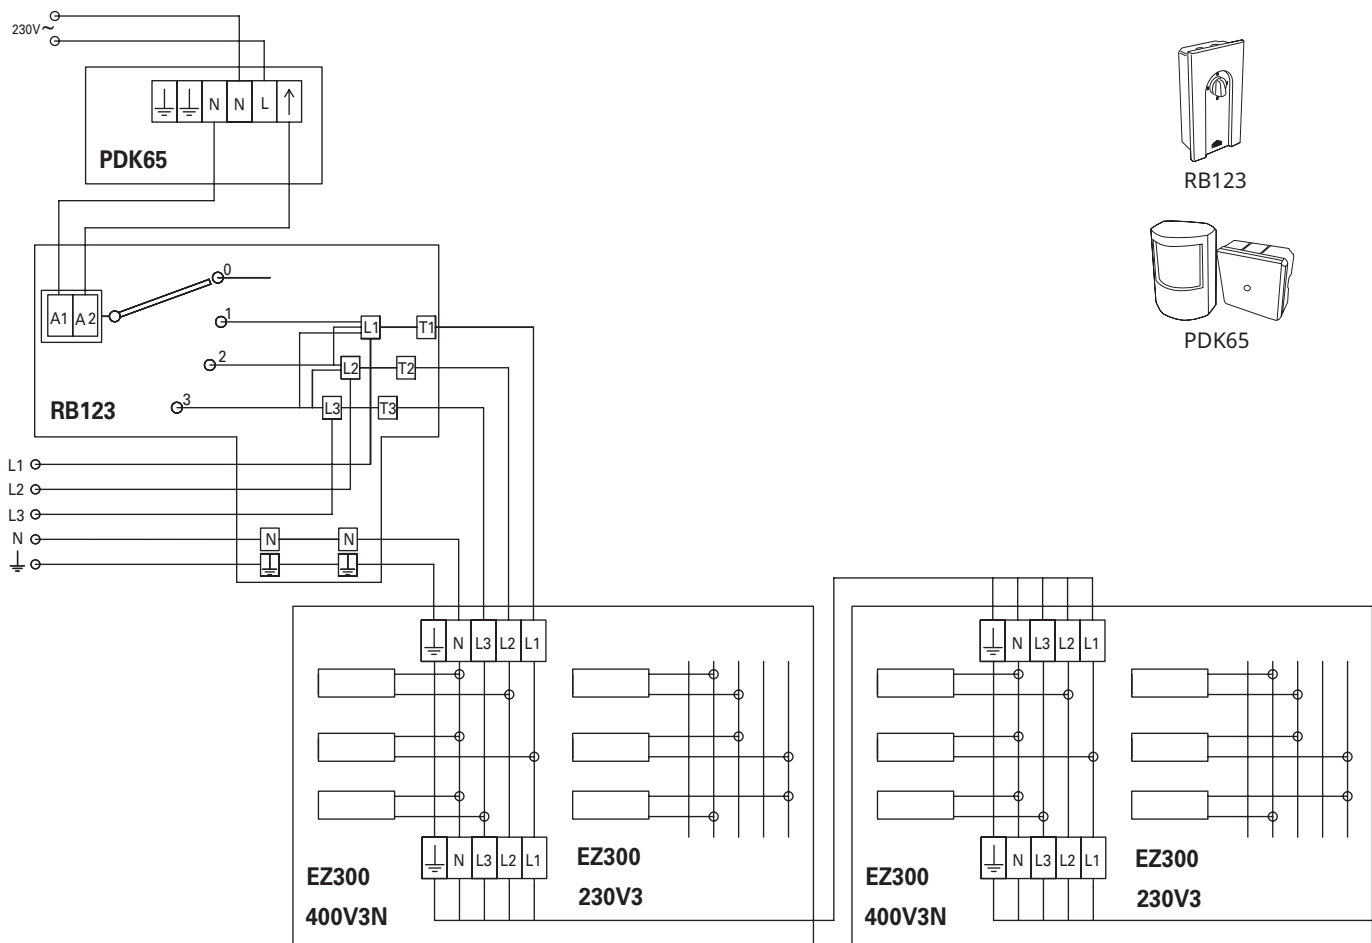 230V~
N N L ↑
PDK65
A1 A2
0
1
2
3
L1 T1
L2 T2
L3 T3
RB123
L1
L2
L3
N
N N
RB123
PDK65
N L3 L2 L1
N L3 L2 L1
EZ300
400V3N
EZ300
230V3
N L3 L2 L1
N L3 L2 L1
EZ300
400V3N
EZ300
230V3